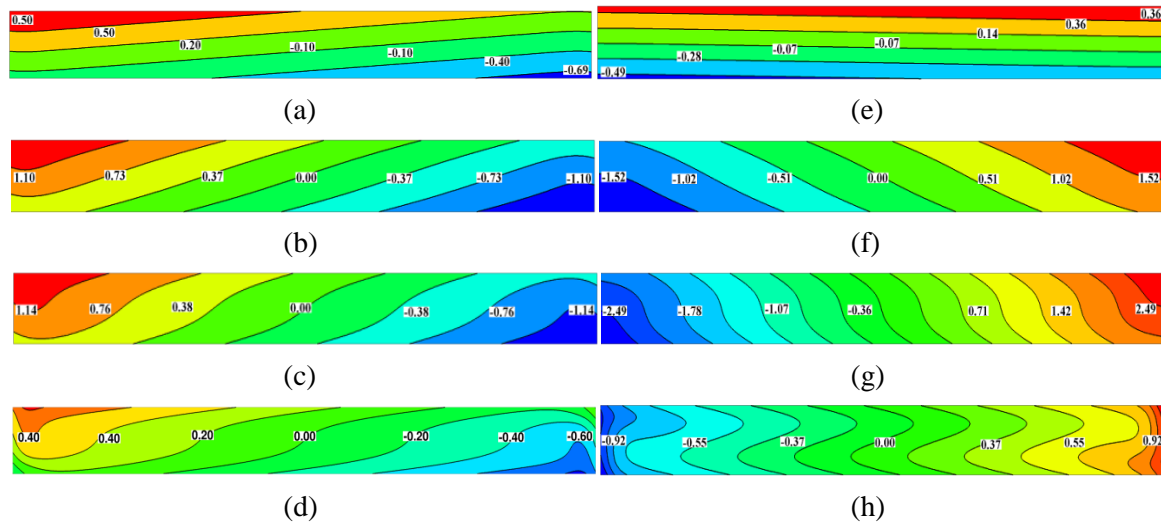 0.50 0.50 0.20 -0.10 -0.10 -0.40 -0.69
0.36 0.36 0.14 -0.07 -0.07 -0.28 -0.49
(a) (e)
1.10 0.73 0.37 0.00 -0.37 -0.73 -1.10
-1.52 -1.02 -0.51 0.00 0.51 1.02 1.52
(b) (f)
1.14 0.76 0.38 0.00 -0.38 -0.76 -1.14
-2.49 -1.78 -1.07 -0.36 0.71 1.42 2.49
(c) (g)
0.40 0.40 0.20 0.00 -0.20 -0.40 -0.60
-0.92 -0.55 -0.37 0.00 0.37 0.55 0.92
(d) (h)